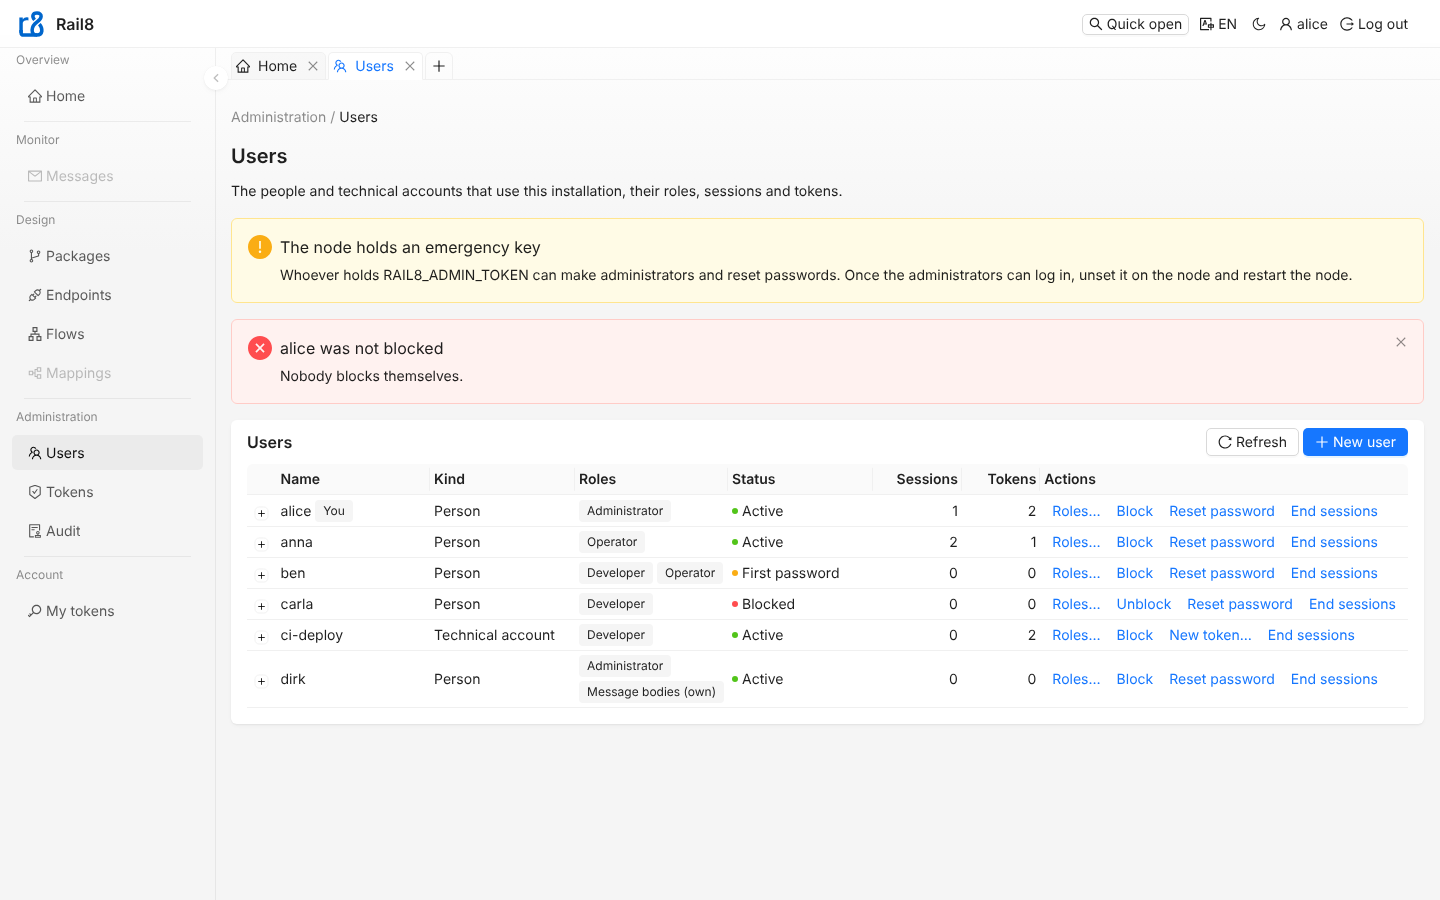 Rail8
Quick open
EN
alice
Log out
Overview
Home
Monitor
Messages
Design
Packages
Endpoints
Flows
Mappings
Administration
Users
Tokens
Audit
Account
My tokens
Home
Users
Administration / Users
Users
The people and technical accounts that use this installation, their roles, sessions and tokens.
The node holds an emergency key
Whoever holds RAIL8_ADMIN_TOKEN can make administrators and reset passwords. Once the administrators can log in, unset it on the node and restart the node.
alice was not blocked
Nobody blocks themselves.
Users
Refresh
New user
Name Kind Roles Status Sessions Tokens Actions
alice You Person Administrator Active 1 2 Roles... Block Reset password End sessions
anna Person Operator Active 2 1 Roles... Block Reset password End sessions
ben Person Developer Operator First password 0 0 Roles... Block Reset password End sessions
carla Person Developer Blocked 0 0 Roles... Unblock Reset password End sessions
ci-deploy Technical account Developer Active 0 2 Roles... Block New token... End sessions
dirk Person Administrator Active 0 0 Roles... Block Reset password End sessions
Message bodies (own)